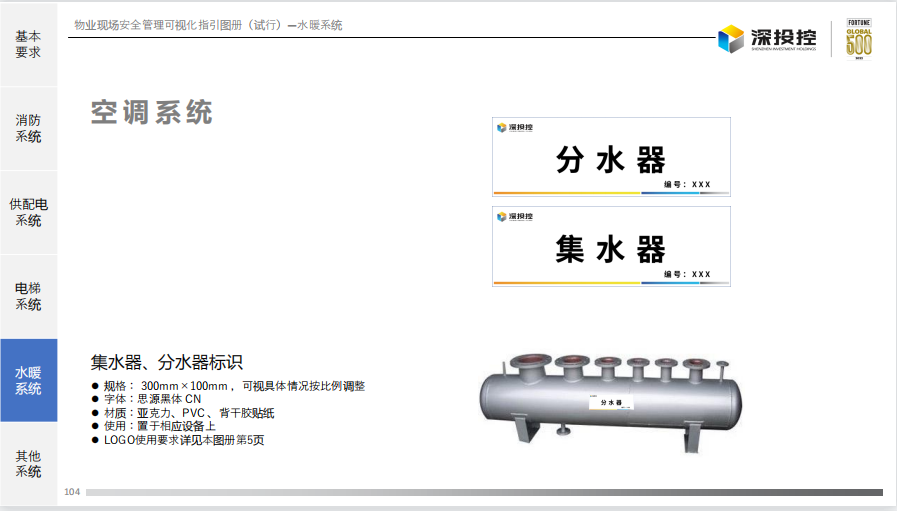 物业现场安全管理可视化指引图册（试行）—水暖系统
深投控
SHENZHEN INVESTMENT HOLDINGS
FORTUNE
GLOBAL
500
基本
要求
消防
系统
供配电
系统
电梯
系统
水暖
系统
其他
系统
空调系统
深投控
分水器
编号：XXX
深投控
集水器
编号：XXX
集水器、分水器标识
● 规格： 300mm×100mm ，可视具体情况按比例调整
● 字体：思源黑体 CN
● 材质：亚克力、PVC 、背干胶贴纸
● 使用：置于相应设备上
● LOGO使用要求详见本图册第5页
分水器
104